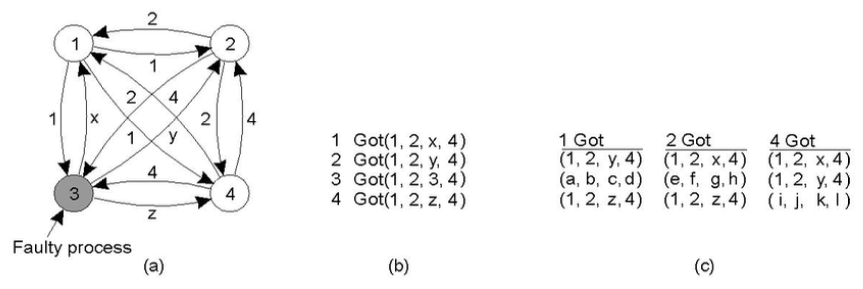 2
1
2
1
2
4
1
x
2
4
1
y
3
4
4
z
Faulty process
(a)
1 Got(1, 2, x, 4)
2 Got(1, 2, y, 4)
3 Got(1, 2, 3, 4)
4 Got(1, 2, z, 4)
(b)
1 Got 2 Got 4 Got
(1, 2, y, 4) (1, 2, x, 4) (1, 2, x, 4)
(a, b, c, d) (e, f, g, h) (1, 2, y, 4)
(1, 2, z, 4) (1, 2, z, 4) (i, j, k, l)
(c)